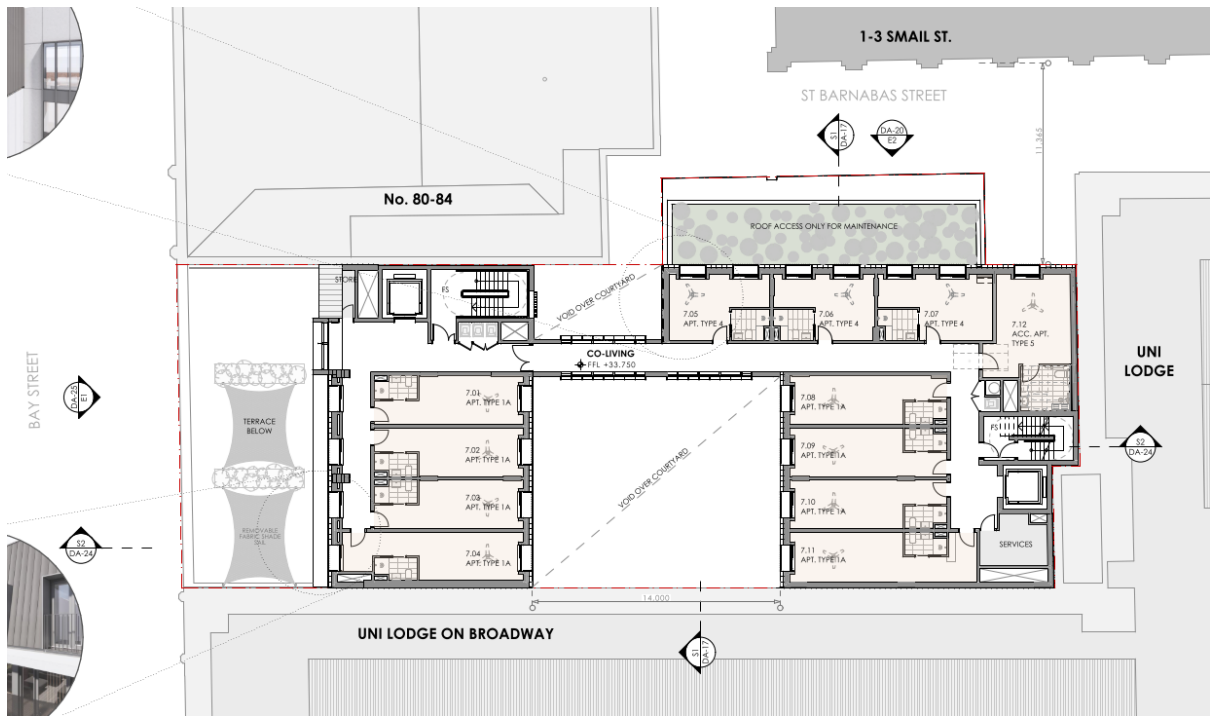 1-3 SMAIL ST.
ST BARNABAS STREET
S1
DA-17
DA-20
E2
11.365
No. 80-84
ROOF ACCESS ONLY FOR MAINTENANCE
STORE
FS
VOID OVER COURTYARD
7.05
APT. TYPE 4
7.06
APT. TYPE 4
7.07
APT. TYPE 4
7.12
ACC. APT.
TYPE 5
CO-LIVING
FFL +33.750
UNI
LODGE
BAY STREET
DA-25
E1
TERRACE
BELOW
7.01
APT. TYPE 1A
7.08
APT. TYPE 1A
FS
7.02
APT. TYPE 1A
7.09
APT. TYPE 1A
S2
DA-24
VOID OVER COURTYARD
7.03
APT. TYPE 1A
7.10
APT. TYPE 1A
REMOVABLE
FABRIC SHADE
SAIL
S2
DA-24
SERVICES
7.04
APT. TYPE 1A
7.11
APT. TYPE 1A
14.000
UNI LODGE ON BROADWAY
S1
DA-17